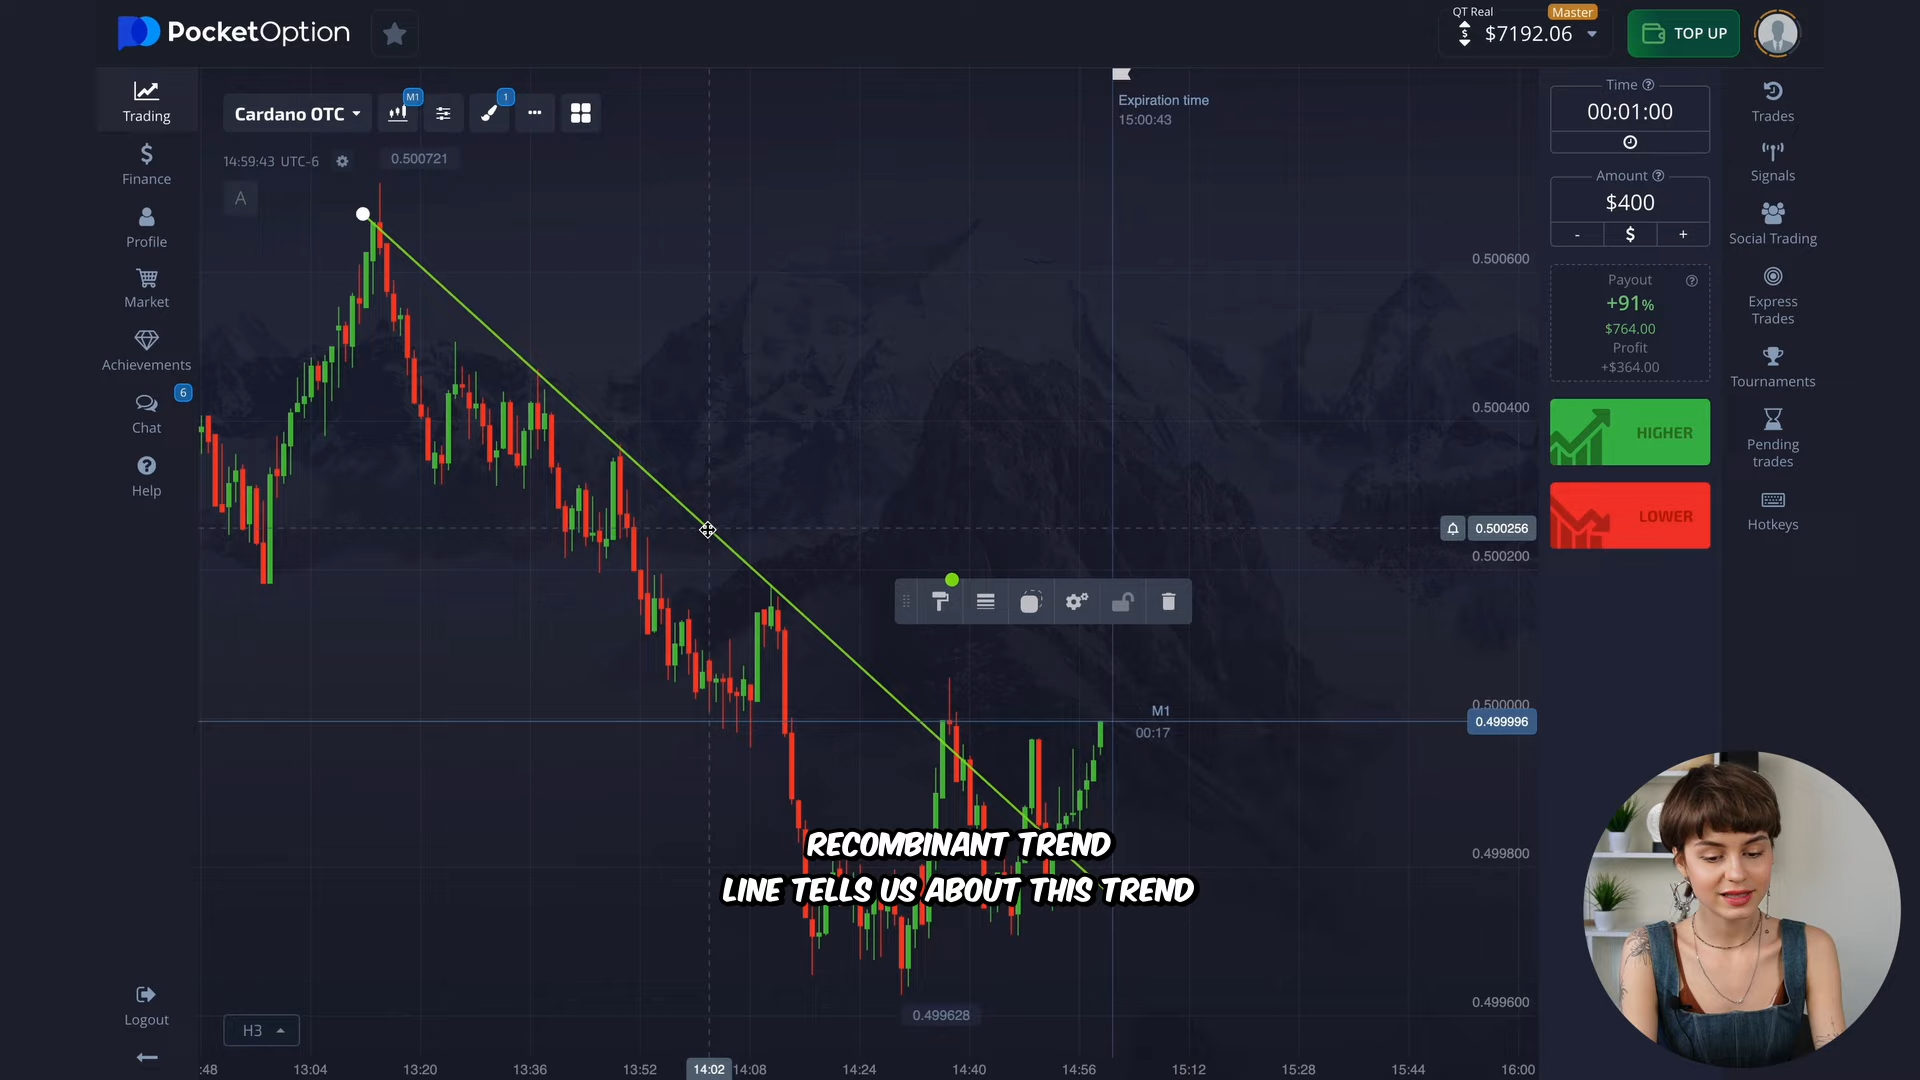 PocketOption
QT Real
Master
$7192.06
TOP UP
Trading
Finance
Profile
Market
Achievements
6
Chat
Help
Logout
Cardano OTC
M1
1
14:59:43 UTC-6
0.500721
A
Expiration time
15:00:43
0.500600
0.500400
0.500256
0.500200
0.500000
0.499996
0.499800
0.499600
M1
00:17
RECOMBINANT TREND
LINE TELLS US ABOUT THIS TREND
0.499628
H3
:48
13:04
13:20
13:36
13:52
14:02
14:08
14:24
14:40
14:56
15:12
15:28
15:44
16:00
Time
00:01:00
Amount
$400
- $ +
Payout
+91%
$764.00
Profit
+$364.00
HIGHER
LOWER
Trades
Signals
Social Trading
Express
Trades
Tournaments
Pending
trades
Hotkeys